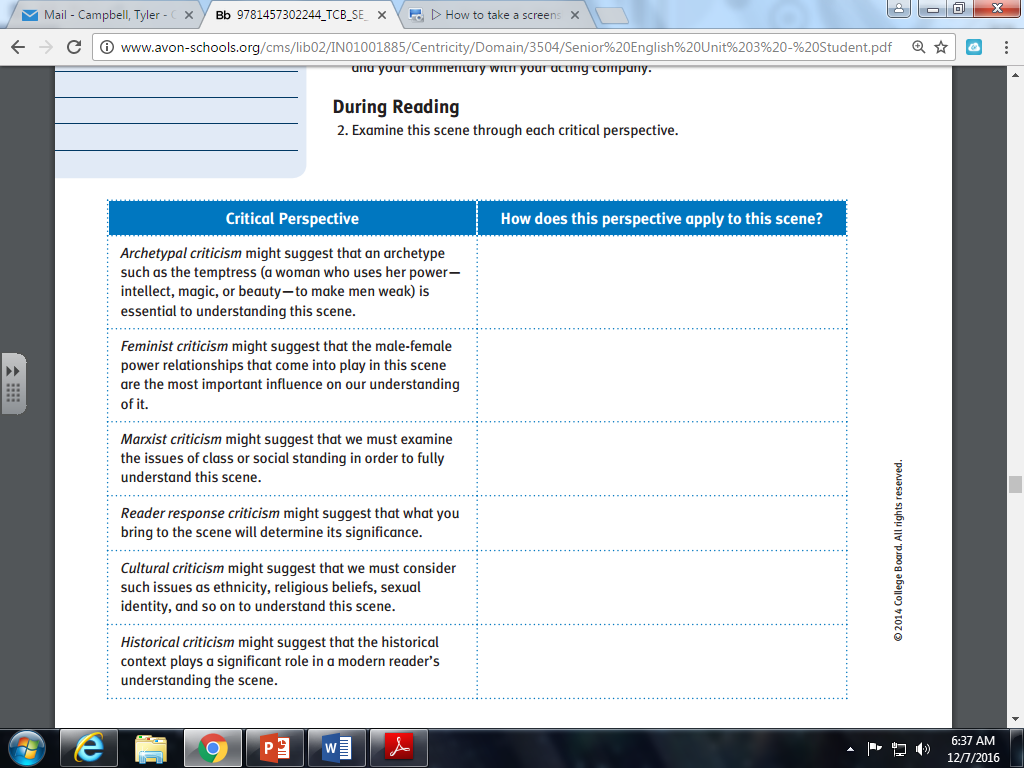 Mail - Campbell, Tyler -
Bb 9781457302244_TCB_SE_
How to take a screens
www.avon-schools.org/cms/lib02/IN01001885/Centricity/Domain/3504/Senior%20English%20Unit%203%20-%20Student.pdf
and your commentary with your acting company.
During Reading
2. Examine this scene through each critical perspective.
Critical Perspective
How does this perspective apply to this scene?
Archetypal criticism might suggest that an archetype
such as the temptress (a woman who uses her power—
intellect, magic, or beauty—to make men weak) is
essential to understanding this scene.
Feminist criticism might suggest that the male-female
power relationships that come into play in this scene
are the most important influence on our understanding
of it.
Marxist criticism might suggest that we must examine
the issues of class or social standing in order to fully
understand this scene.
Reader response criticism might suggest that what you
bring to the scene will determine its significance.
Cultural criticism might suggest that we must consider
such issues as ethnicity, religious beliefs, sexual
identity, and so on to understand this scene.
Historical criticism might suggest that the historical
context plays a significant role in a modern reader's
understanding the scene.
© 2014 College Board. All rights reserved.
6:37 AM
12/7/2016